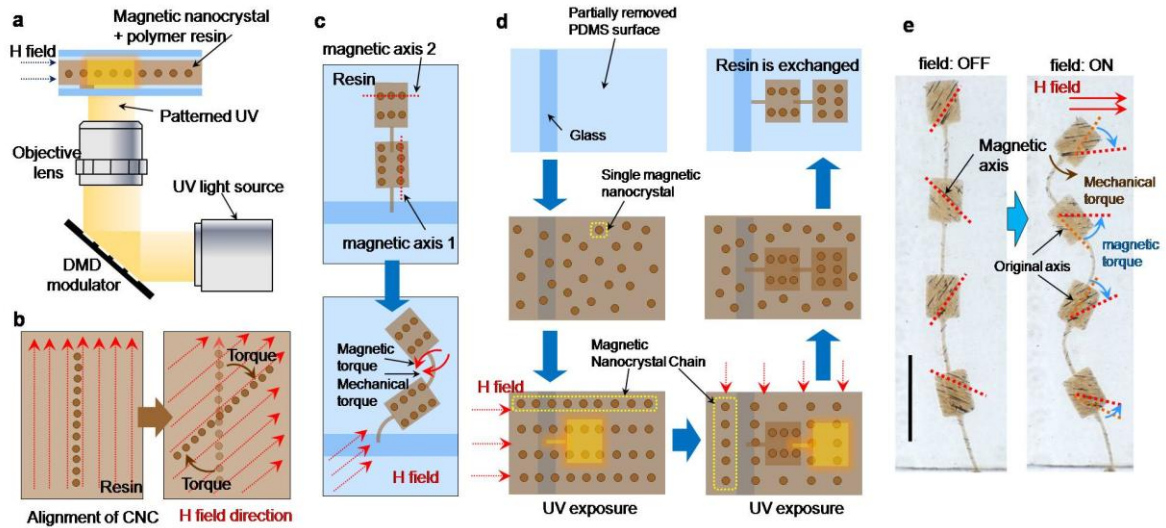 a
Magnetic nanocrystal
+ polymer resin
H field
Patterned UV
Objective
lens
UV light source
DMD
modulator
b
Torque
Torque
Resin
Alignment of CNC
H field direction
c
magnetic axis 2
Resin
magnetic axis 1
Magnetic
torque
Mechanical
torque
H field
d
Partially removed
PDMS surface
Glass
Resin is exchanged
Single magnetic
nanocrystal
Magnetic
Nanocrystal Chain
H field
UV exposure
UV exposure
e
field: OFF
field: ON
H field
Magnetic
axis
Mechanical
torque
magnetic
torque
Original axis